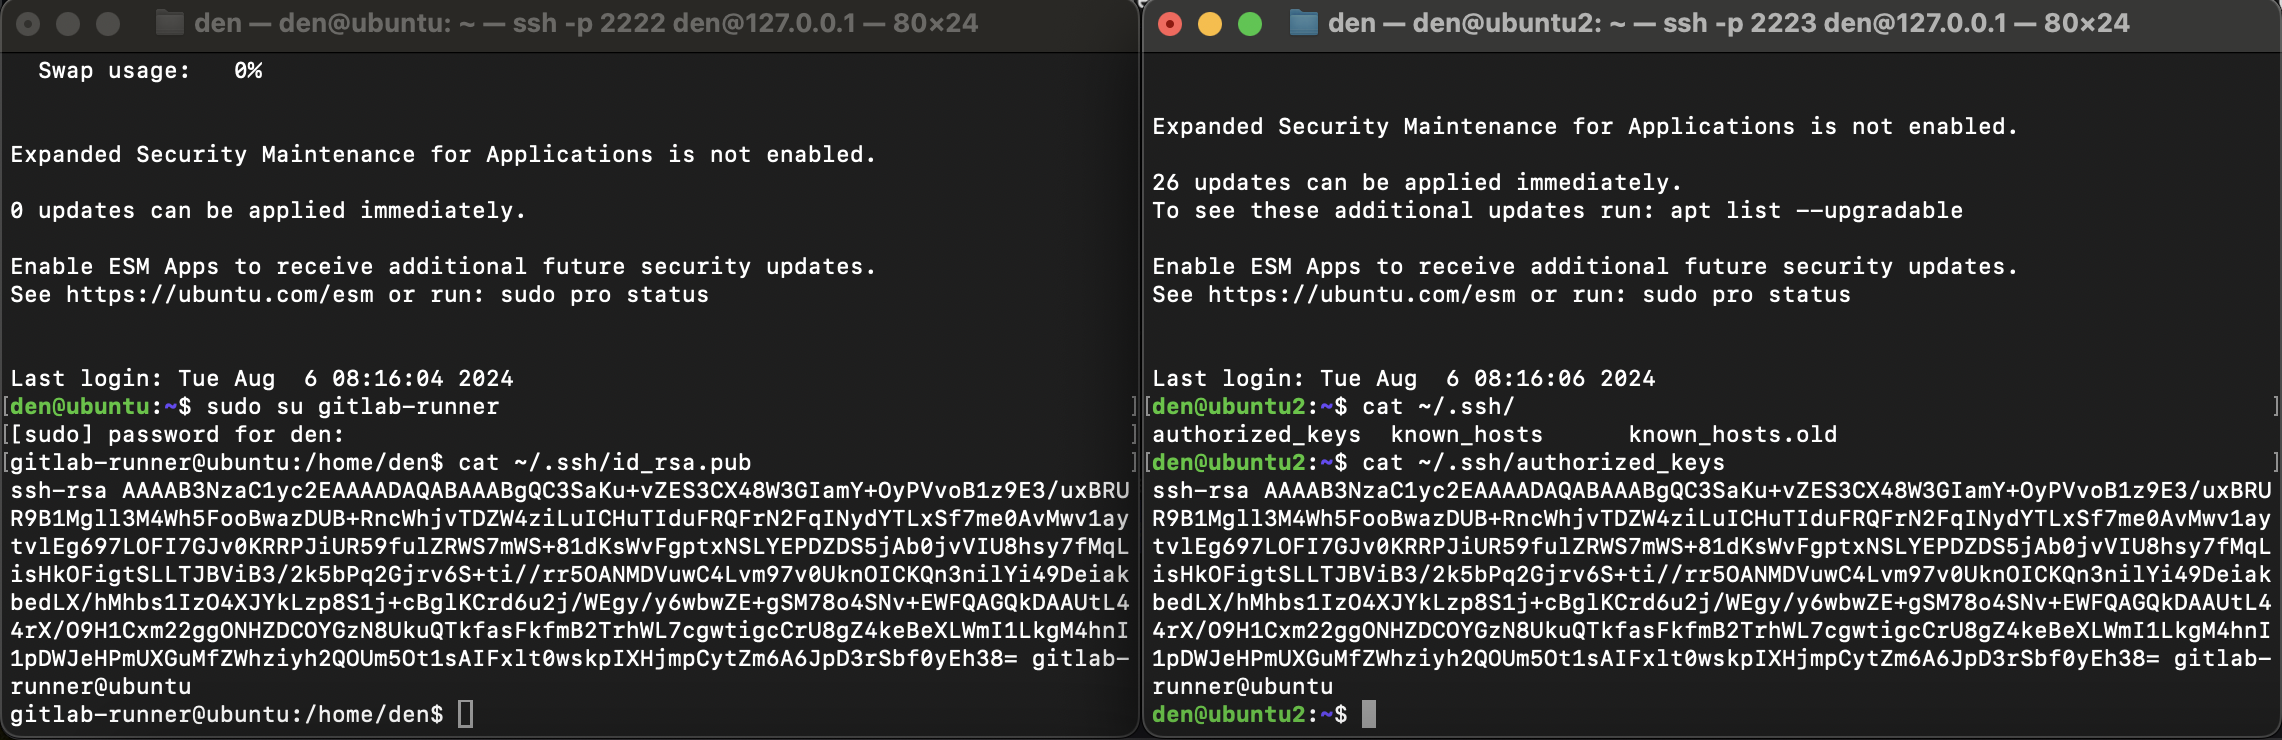 den — den@ubuntu: ~ — ssh -p 2222 den@127.0.0.1 — 80×24
Swap usage:   0%
Expanded Security Maintenance for Applications is not enabled.
0 updates can be applied immediately.
Enable ESM Apps to receive additional future security updates.
See https://ubuntu.com/esm or run: sudo pro status
Last login: Tue Aug  6 08:16:04 2024
[den@ubuntu:~$ sudo su gitlab-runner ]
[[sudo] password for den: ]
[gitlab-runner@ubuntu:/home/den$ cat ~/.ssh/id_rsa.pub ]
ssh-rsa AAAAB3NzaC1yc2EAAAADAQABAAABgQC3SaKu+vZES3CX48W3GIamY+OyPVvoB1z9E3/uxBRU
R9B1Mgll3M4Wh5FooBwazDUB+RncWhjvTDZW4ziLuICHuTIduFRQFrN2FqINydYTLxSf7me0AvMwv1ay
tvlEg697LOFI7GJv0KRRPJiUR59fulZRWS7mWS+81dKsWvFgptxNSLYEPDZDS5jAb0jvVIU8hsy7fMqL
isHkOFigtSLLTJBViB3/2k5bPq2Gjrv6S+ti//rr5OANMDVuwC4Lvm97v0UknOICKQn3nilYi49Deiak
bedLX/hMhbs1IzO4XJYkLzp8S1j+cBglKCrd6u2j/WEgy/y6wbwZE+gSM78o4SNv+EWFQAGQkDAAUtL4
4rX/O9H1Cxm22ggONHZDCOYGzN8UkuQTkfasFkfmB2TrhWL7cgwtigcCrU8gZ4keBeXLWmI1LkgM4hnI
1pDWJeHPmUXGuMfZWhziyh2QOUm5Ot1sAIFxlt0wskpIXHjmpCytZm6A6JpD3rSbf0yEh38= gitlab-
runner@ubuntu
gitlab-runner@ubuntu:/home/den$
den — den@ubuntu2: ~ — ssh -p 2223 den@127.0.0.1 — 80×24
Expanded Security Maintenance for Applications is not enabled.
26 updates can be applied immediately.
To see these additional updates run: apt list --upgradable
Enable ESM Apps to receive additional future security updates.
See https://ubuntu.com/esm or run: sudo pro status
Last login: Tue Aug  6 08:16:06 2024
[den@ubuntu2:~$ cat ~/.ssh/ ]
authorized_keys  known_hosts      known_hosts.old
[den@ubuntu2:~$ cat ~/.ssh/authorized_keys ]
ssh-rsa AAAAB3NzaC1yc2EAAAADAQABAAABgQC3SaKu+vZES3CX48W3GIamY+OyPVvoB1z9E3/uxBRU
R9B1Mgll3M4Wh5FooBwazDUB+RncWhjvTDZW4ziLuICHuTIduFRQFrN2FqINydYTLxSf7me0AvMwv1ay
tvlEg697LOFI7GJv0KRRPJiUR59fulZRWS7mWS+81dKsWvFgptxNSLYEPDZDS5jAb0jvVIU8hsy7fMqL
isHkOFigtSLLTJBViB3/2k5bPq2Gjrv6S+ti//rr5OANMDVuwC4Lvm97v0UknOICKQn3nilYi49Deiak
bedLX/hMhbs1IzO4XJYkLzp8S1j+cBglKCrd6u2j/WEgy/y6wbwZE+gSM78o4SNv+EWFQAGQkDAAUtL4
4rX/O9H1Cxm22ggONHZDCOYGzN8UkuQTkfasFkfmB2TrhWL7cgwtigcCrU8gZ4keBeXLWmI1LkgM4hnI
1pDWJeHPmUXGuMfZWhziyh2QOUm5Ot1sAIFxlt0wskpIXHjmpCytZm6A6JpD3rSbf0yEh38= gitlab-
runner@ubuntu
den@ubuntu2:~$